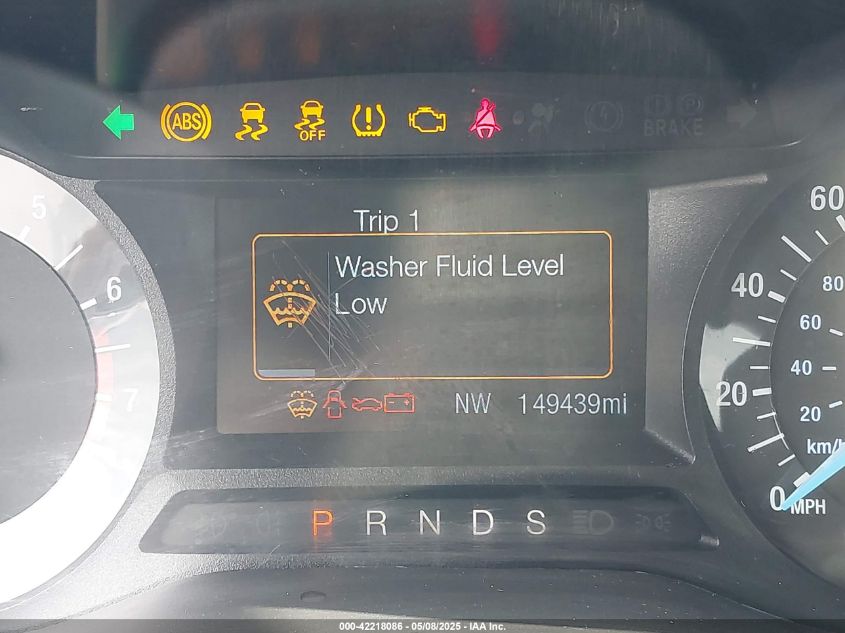 ABS OFF BRAKE
Trip 1
Washer Fluid Level
Low
NW 149439mi
P R N D S
5
6
7
60
40
20
0 MPH
80
60
40
20
km/h
000-42218086 - 05/08/2025 - IAA Inc.